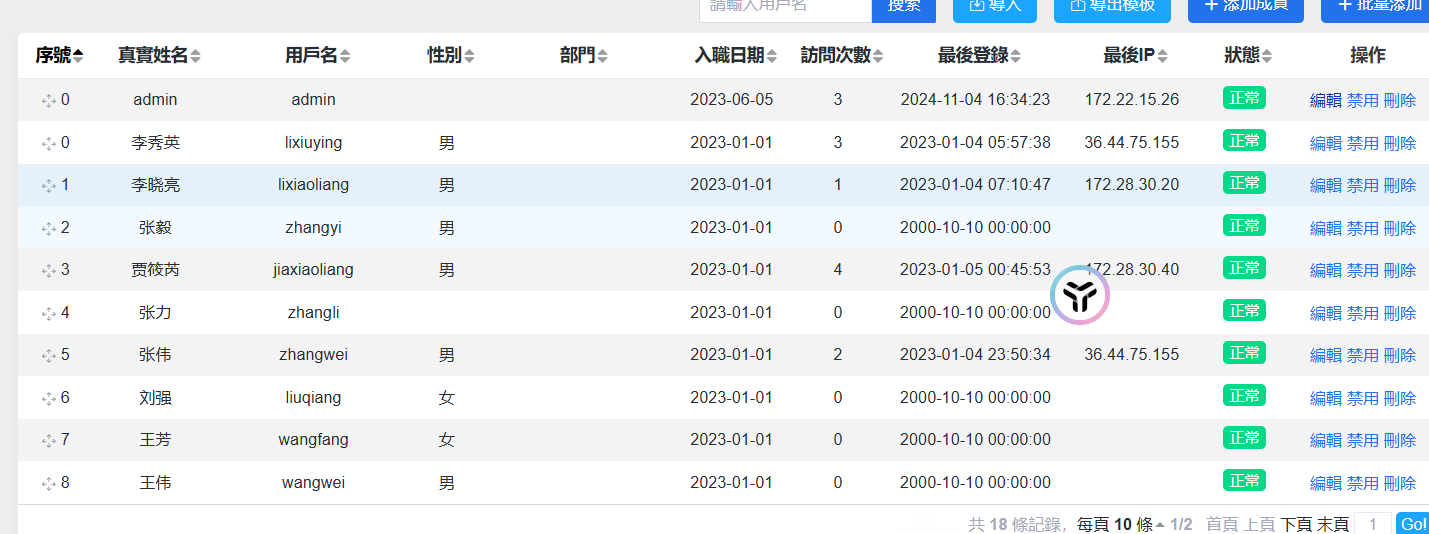 請輸入用戶名 搜索 導入 導出模板 添加成員 批量添加
序號 真實姓名 用戶名 性別 部門 入職日期 訪問次數 最後登錄 最後IP 狀態 操作
0 admin admin 2023-06-05 3 2024-11-04 16:34:23 172.22.15.26 正常 編輯 禁用 刪除
0 李秀英 lixiuying 男 2023-01-01 3 2023-01-04 05:57:38 36.44.75.155 正常 編輯 禁用 刪除
1 李晓亮 lixiaoliang 男 2023-01-01 1 2023-01-04 07:10:47 172.28.30.20 正常 編輯 禁用 刪除
2 张毅 zhangyi 男 2023-01-01 0 2000-10-10 00:00:00 正常 編輯 禁用 刪除
3 贾筱芮 jiaxiaoliang 男 2023-01-01 4 2023-01-05 00:45:53 172.28.30.40 正常 編輯 禁用 刪除
4 张力 zhangli 2023-01-01 0 2000-10-10 00:00:00 正常 編輯 禁用 刪除
5 张伟 zhangwei 男 2023-01-01 2 2023-01-04 23:50:34 36.44.75.155 正常 編輯 禁用 刪除
6 刘强 liuqiang 女 2023-01-01 0 2000-10-10 00:00:00 正常 編輯 禁用 刪除
7 王芳 wangfang 女 2023-01-01 0 2000-10-10 00:00:00 正常 編輯 禁用 刪除
8 王伟 wangwei 男 2023-01-01 0 2000-10-10 00:00:00 正常 編輯 禁用 刪除
共 18 條記錄，每頁 10 條 1/2 首頁 上頁 下頁 末頁 1 Go!